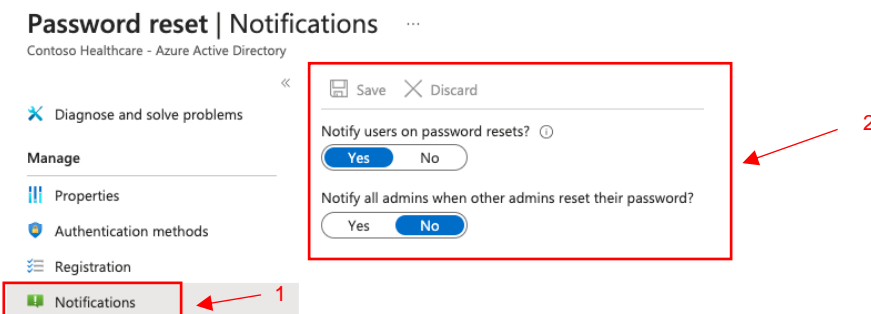 Password reset | Notifications ...
Contoso Healthcare - Azure Active Directory
«
Diagnose and solve problems
Manage
Properties
Authentication methods
Registration
Notifications
1
Save Discard
Notify users on password resets?
Yes No
Notify all admins when other admins reset their password?
Yes No
2